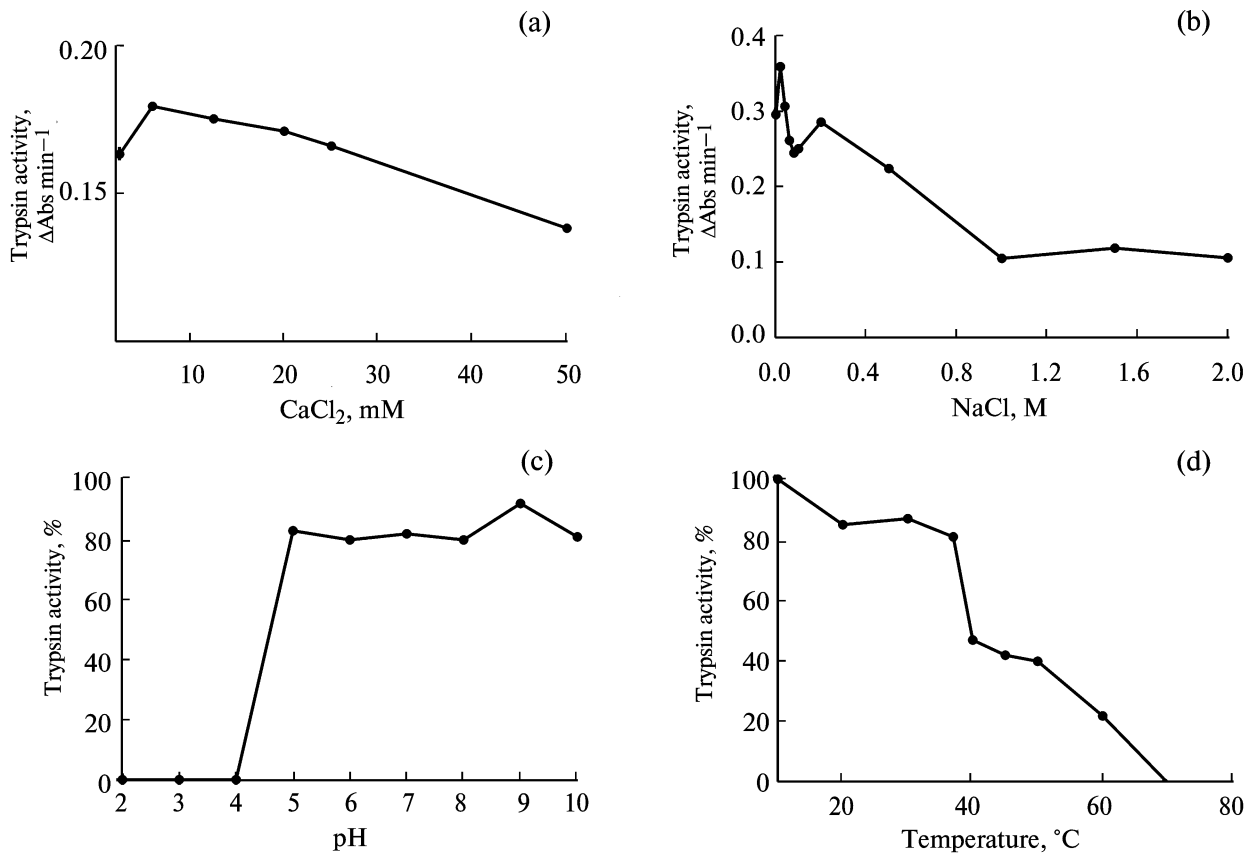 (a)
Trypsin activity,
ΔAbs min–1
0.20
0.15
10 20 30 40 50
CaCl2, mM
(b)
Trypsin activity,
ΔAbs min–1
0.4
0.3
0.2
0.1
0.0
0.0 0.4 0.8 1.2 1.6 2.0
NaCl, M
(c)
Trypsin activity, %
100
80
60
40
20
0
2 3 4 5 6 7 8 9 10
pH
(d)
Trypsin activity, %
100
80
60
40
20
0
20 40 60 80
Temperature, °C